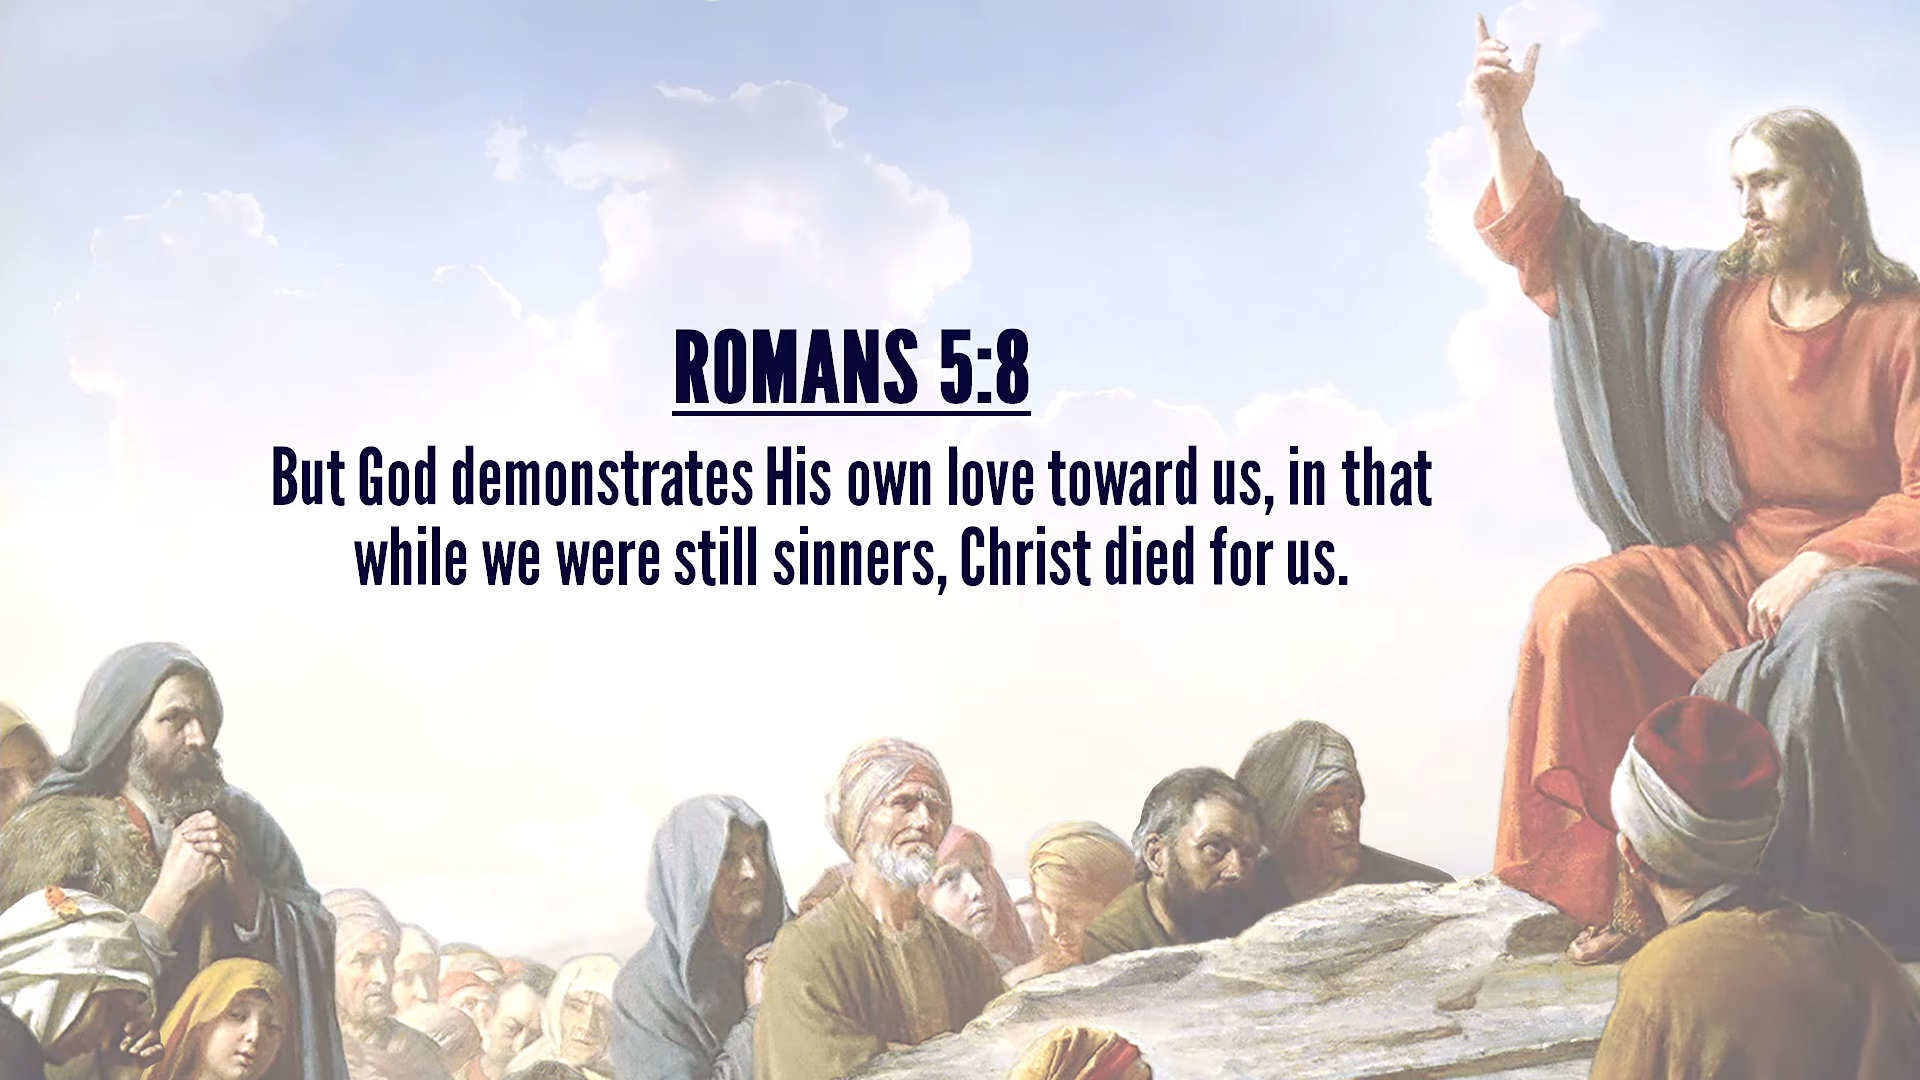 ROMANS 5:8
But God demonstrates His own love toward us, in that
while we were still sinners, Christ died for us.